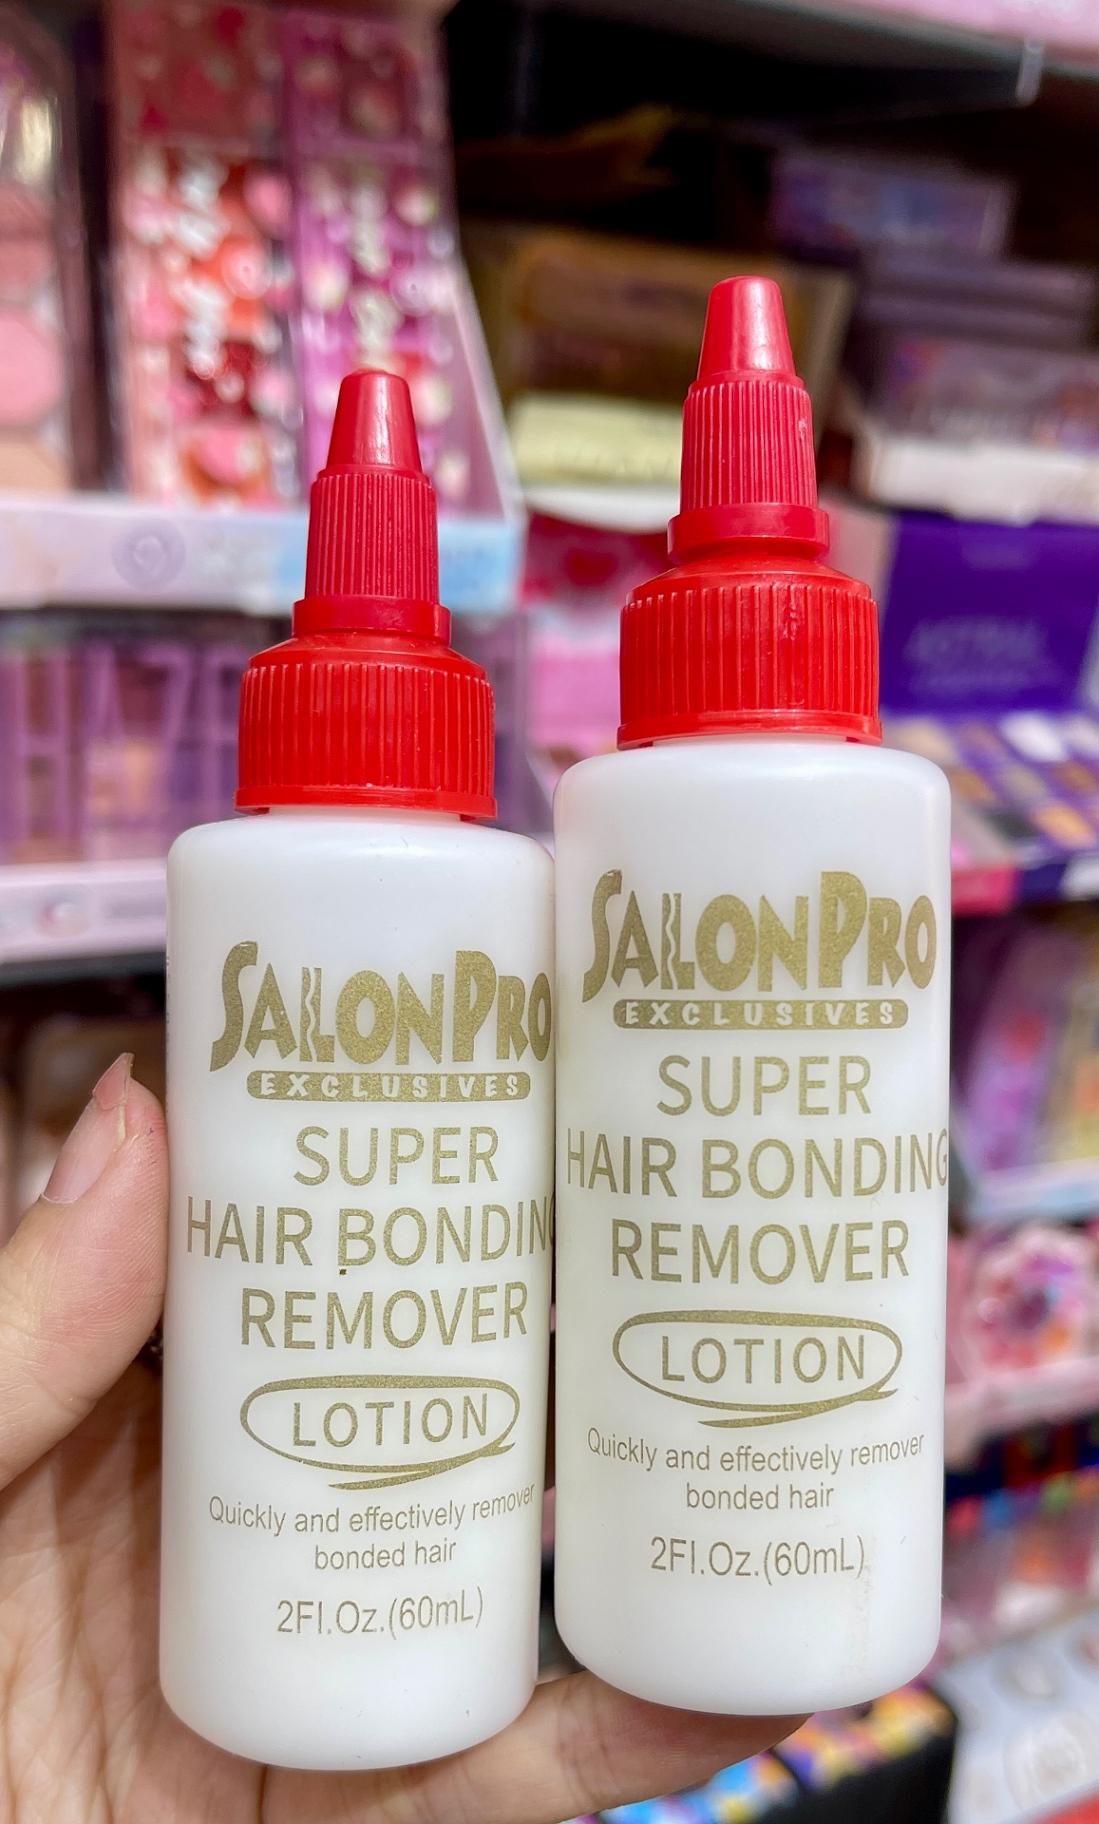 SALONPRO
EXCLUSIVES
SUPER
HAIR BONDING
REMOVER
LOTION
Quickly and effectively remover
bonded hair
2Fl.Oz.(60mL)
SALONPRO
EXCLUSIVES
SUPER
HAIR BONDING
REMOVER
LOTION
Quickly and effectively remover
bonded hair
2Fl.Oz.(60mL)